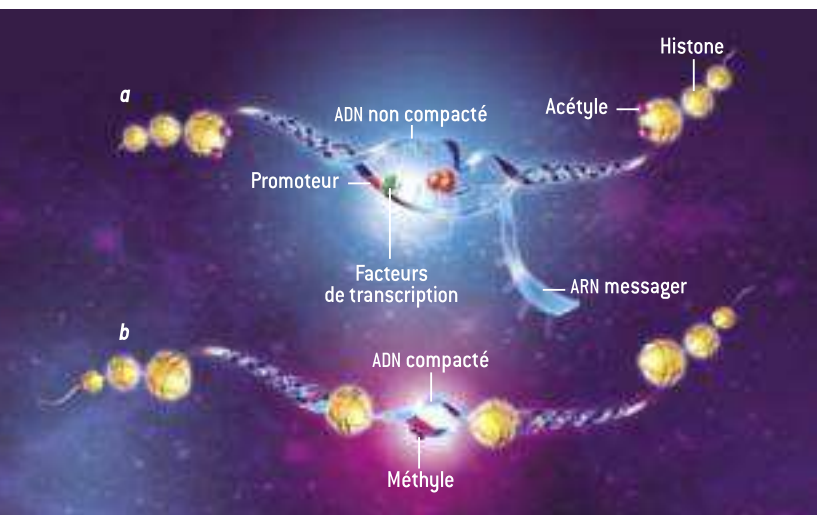 Histone
a
Acétyle
ADN non compacté
Promoteur
Facteurs
de transcription
ARN messager
b
ADN compacté
Méthyle